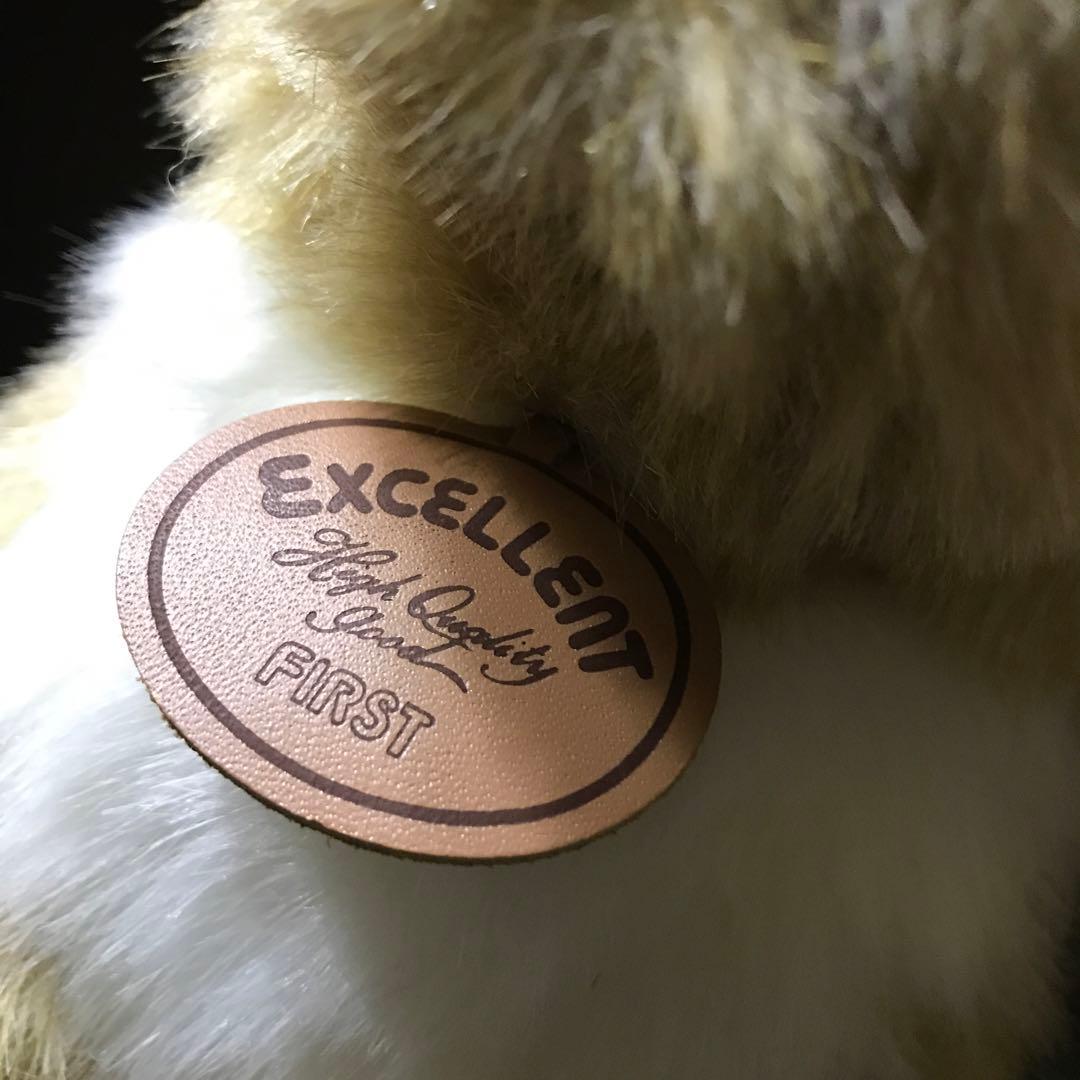 EXCELLENT
High Quality
good
FIRST